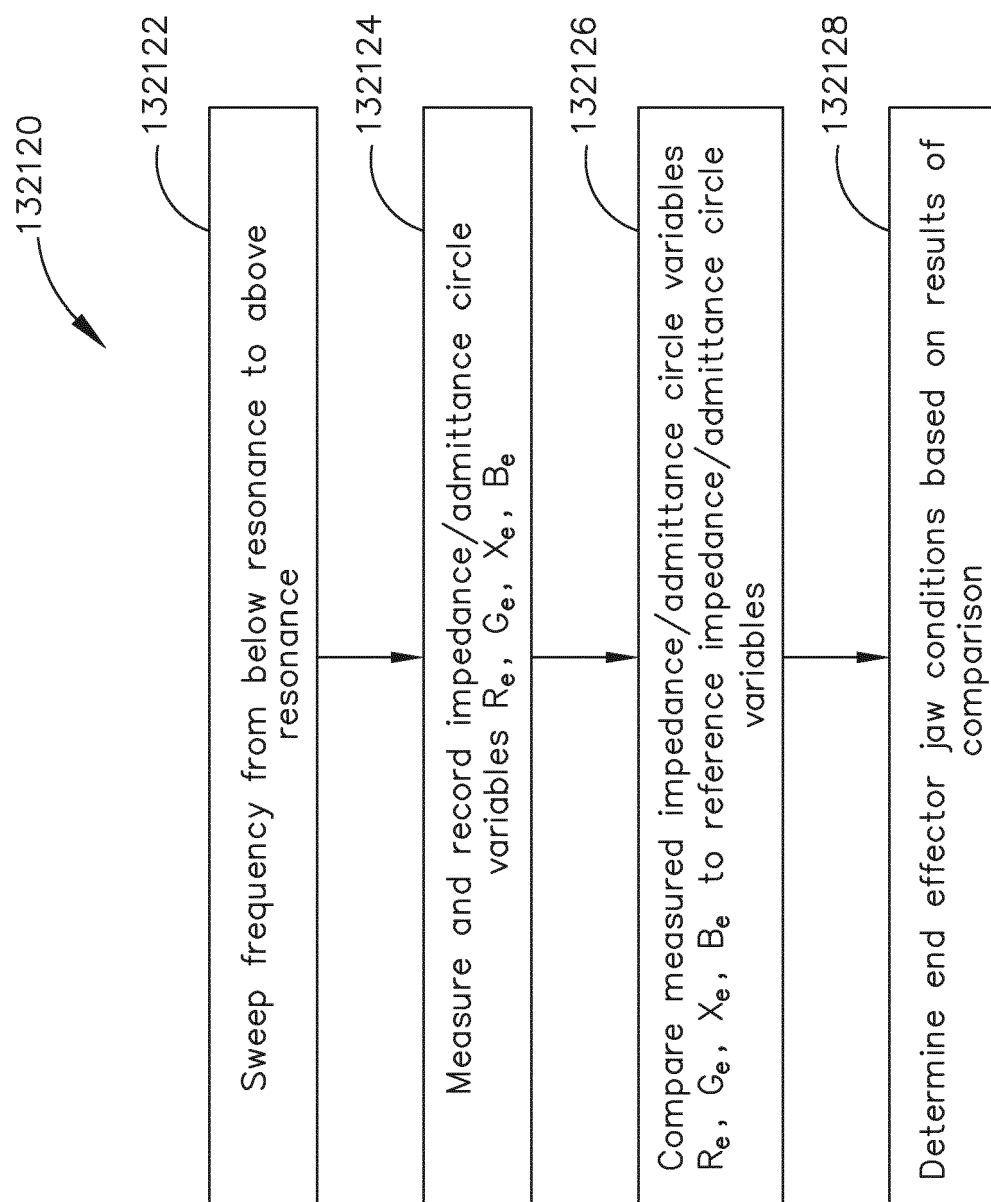 132120
132122
Sweep frequency from below resonance to above
resonance
132124
Measure and record impedance/admittance circle
variables Re, Ge, Xe, Be
132126
Compare measured impedance/admittance circle variables
Re, Ge, Xe, Be to reference impedance/admittance circle
variables
132128
Determine end effector jaw conditions based on results of
comparison